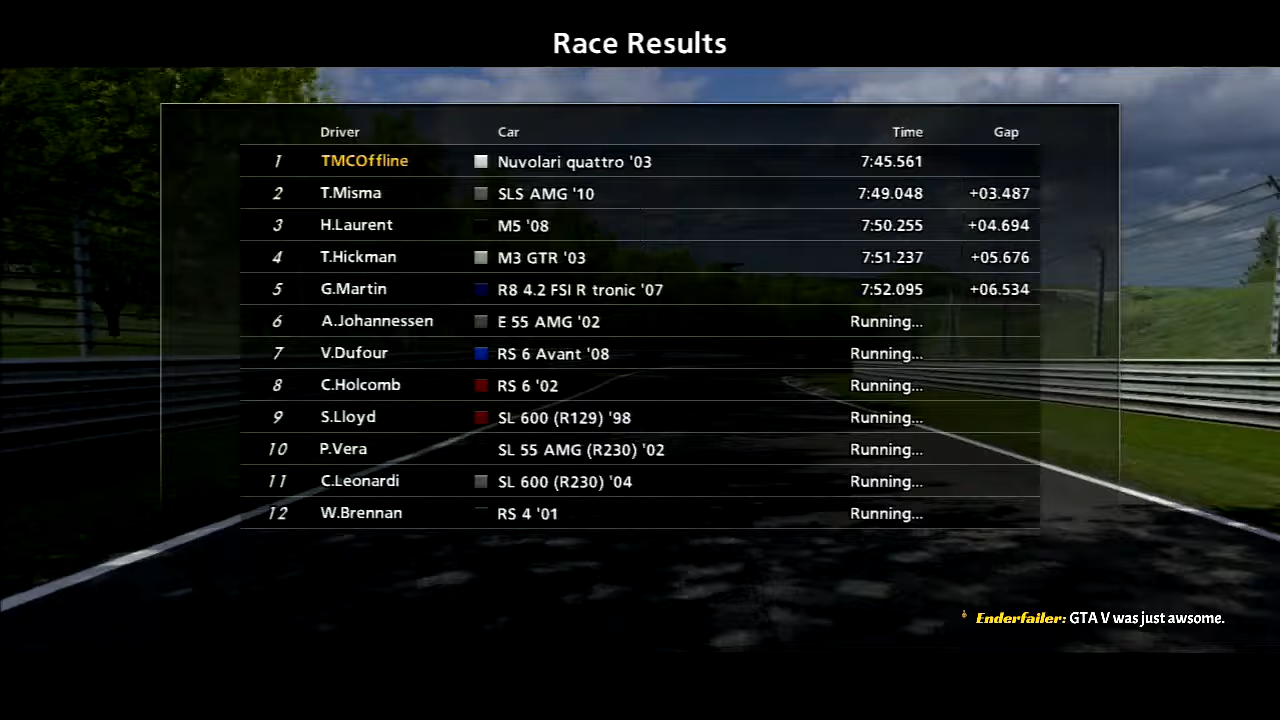 Race Results
Driver Car Time Gap
1 TMCOffline Nuvolari quattro '03 7:45.561
2 T.Misma SLS AMG '10 7:49.048 +03.487
3 H.Laurent M5 '08 7:50.255 +04.694
4 T.Hickman M3 GTR '03 7:51.237 +05.676
5 G.Martin R8 4.2 FSI R tronic '07 7:52.095 +06.534
6 A.Johannessen E 55 AMG '02 Running...
7 V.Dufour RS 6 Avant '08 Running...
8 C.Holcomb RS 6 '02 Running...
9 S.Lloyd SL 600 (R129) '98 Running...
10 P.Vera SL 55 AMG (R230) '02 Running...
11 C.Leonardi SL 600 (R230) '04 Running...
12 W.Brennan RS 4 '01 Running...
Enderfailer: GTA V was just awsome.